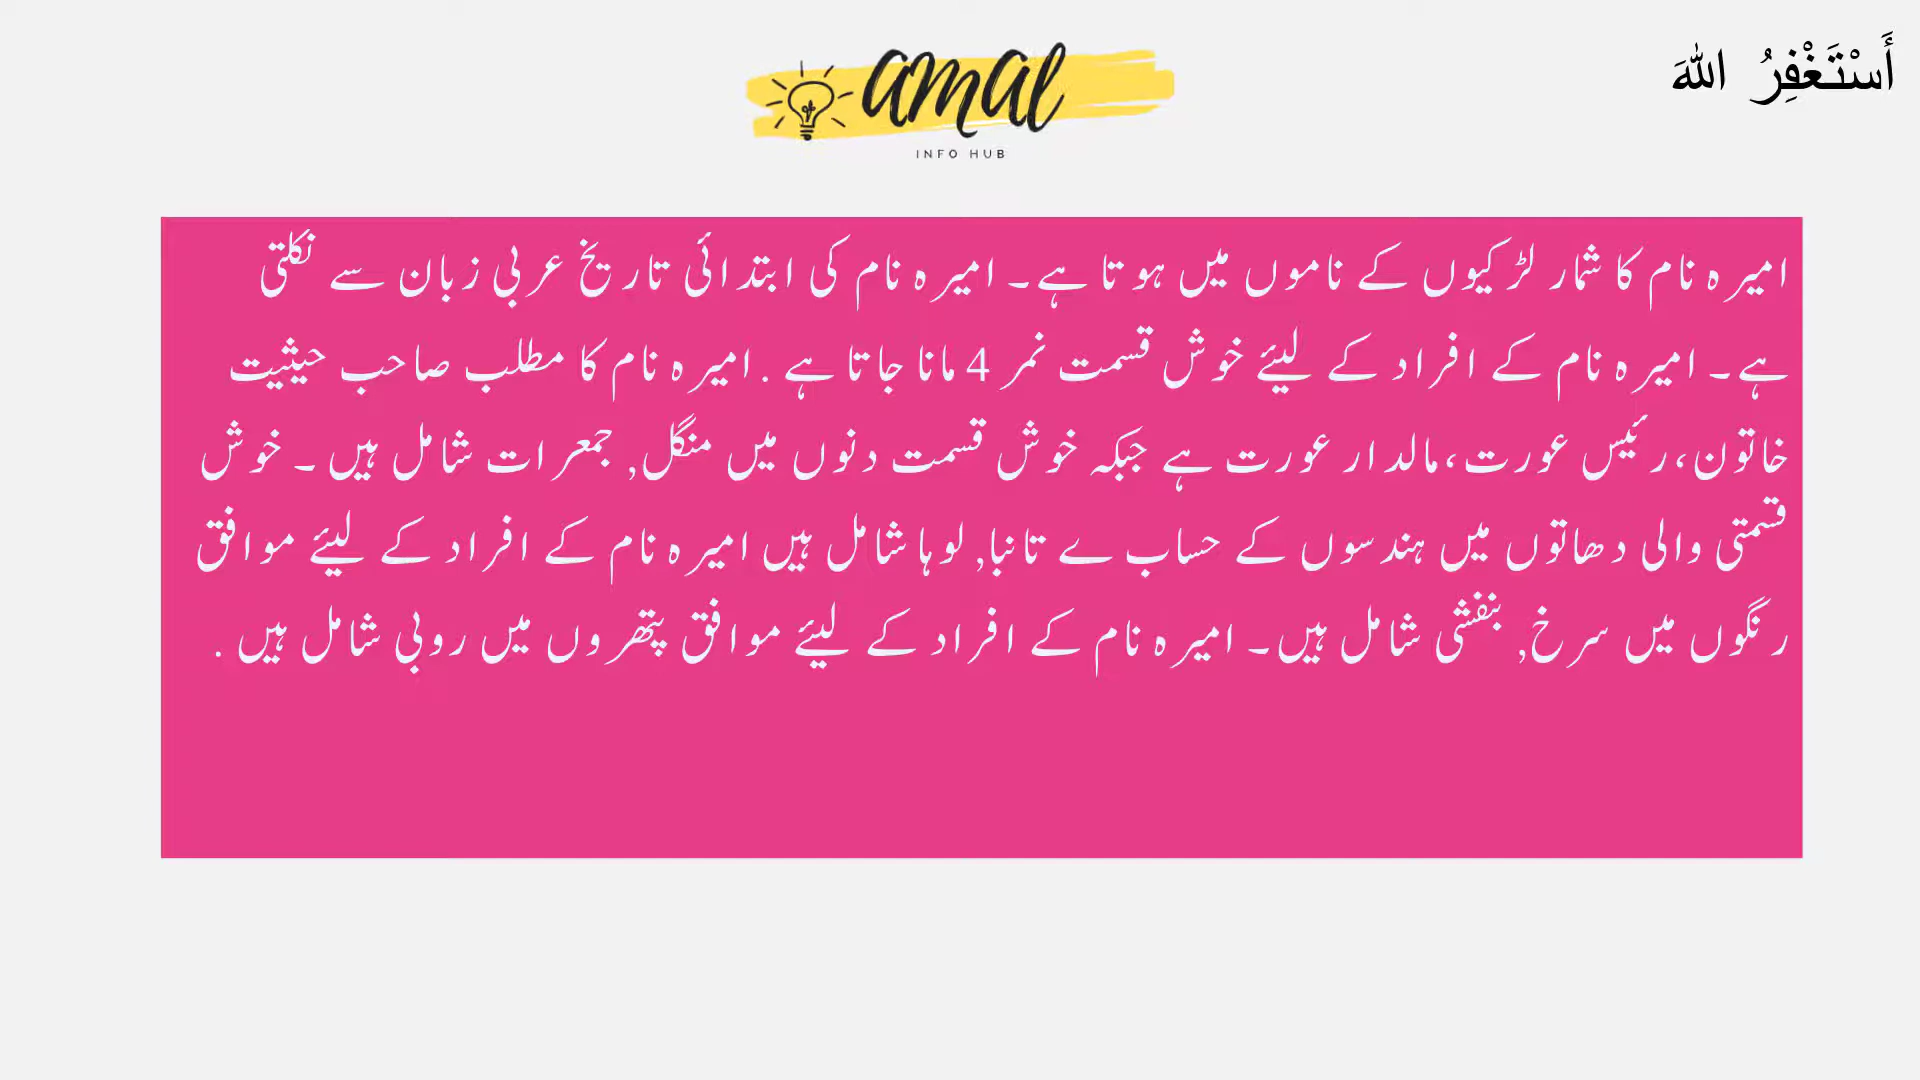 amal
INFO HUB
أَسْتَغْفِرُ اللهَ
امیرہ نام کا شمار لڑکیوں کے ناموں میں ہوتا ہے۔ امیرہ نام کی ابتدائی تاریخ عربی زبان سے نکلتی
ہے۔ امیرہ نام کے افراد کے لیئے خوش قسمت نمر 4 مانا جاتا ہے . امیرہ نام کا مطلب صاحب حیثیت
خاتون،رئیس عورت،مالدار عورت ہے جبکہ خوش قسمت دنوں میں منگل, جمعرات شامل ہیں۔ خوش
قسمتی والی دھاتوں میں ہندسوں کے حساب ے تانبا, لوہا شامل ہیں امیرہ نام کے افراد کے لیئے موافق
رنگوں میں سرخ, بنفشی شامل ہیں۔ امیرہ نام کے افراد کے لیئے موافق پتھروں میں روبی شامل ہیں .